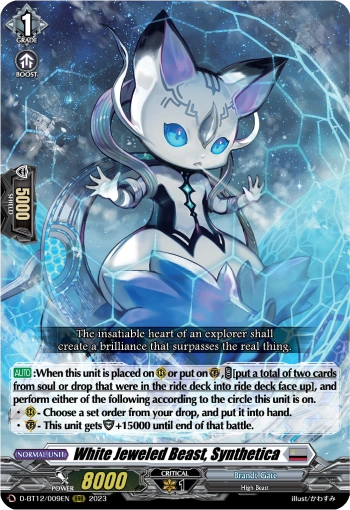 1
GRADE
BOOST
5000
SHIELD
The insatiable heart of an explorer shall
create a brilliance that surpasses the real thing.
AUTO :When this unit is placed on R or put on G , [put a total of two cards
from soul or drop that were in the ride deck into ride deck face up], and
perform either of the following according to the circle this unit is on.
• R - Choose a set order from your drop, and put it into hand.
• G - This unit gets +15000 until end of that battle.
NORMAL UNIT
White Jeweled Beast, Synthetica
POWER 8000
CRITICAL
1
Brandt Gate
High Beast
D-BT12/009EN RRR 2023
illust/かわすみ